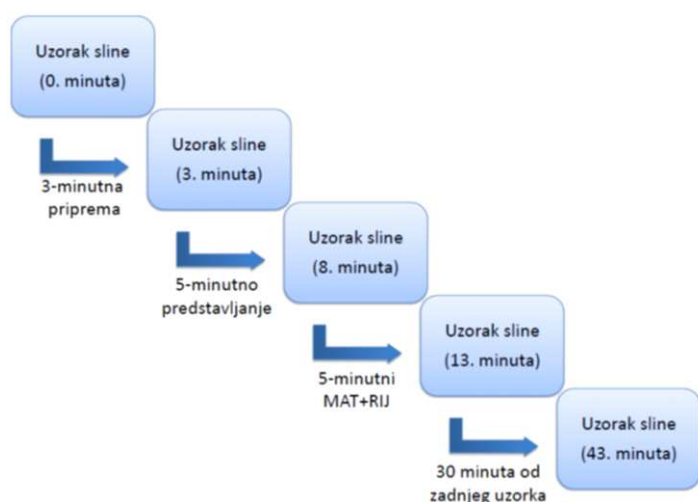 Uzorak sline
(0. minuta)
3-minutna
priprema
Uzorak sline
(3. minuta)
5-minutno
predstavljanje
Uzorak sline
(8. minuta)
5-minutni
MAT+RIJ
Uzorak sline
(13. minuta)
30 minuta od
zadnjeg uzorka
Uzorak sline
(43. minuta)